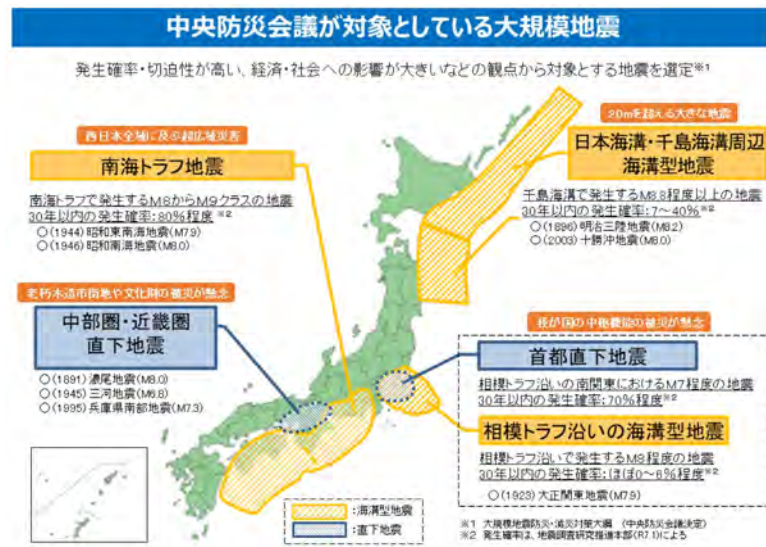 中央防災会議が対象としている大規模地震
発生確率・切迫性が高い、経済・社会への影響が大きいなどの観点から対象とする地震を選定※1
西日本全域に及ぶ超広域災害
南海トラフ地震
南海トラフで発生するM8からM9クラスの地震
30年以内の発生確率:80%程度 ※2
○(1944) 昭和東南海地震(M7.9)
○(1946) 昭和南海地震(M8.0)
20mを超える大きな地震
日本海溝・千島海溝周辺
海溝型地震
千島海溝で発生するM8.8程度以上の地震
30年以内の発生確率:7～40%※2
○(1896) 明治三陸地震(M8.2)
○(2003) 十勝沖地震(M8.0)
老朽木造市街地や文化財の被災が懸念
中部圏・近畿圏
直下地震
○(1891) 濃尾地震(M8.0)
○(1945) 三河地震(M6.8)
○(1995) 兵庫県南部地震(M7.3)
我が国の中枢機能の被災が懸念
首都直下地震
相模トラフ沿いの南関東におけるM7程度の地震
30年以内の発生確率:70%程度※2
相模トラフ沿いの海溝型地震
相模トラフ沿いで発生するM8程度の地震
30年以内の発生確率:ほぼ0～6%程度※2
○(1923) 大正関東地震(M7.9)
:海溝型地震
:直下地震
※1 大規模地震防災・減災対策大綱 (中央防災会議決定)
※2 発生確率は、地震調査研究推進本部(R7.1)による